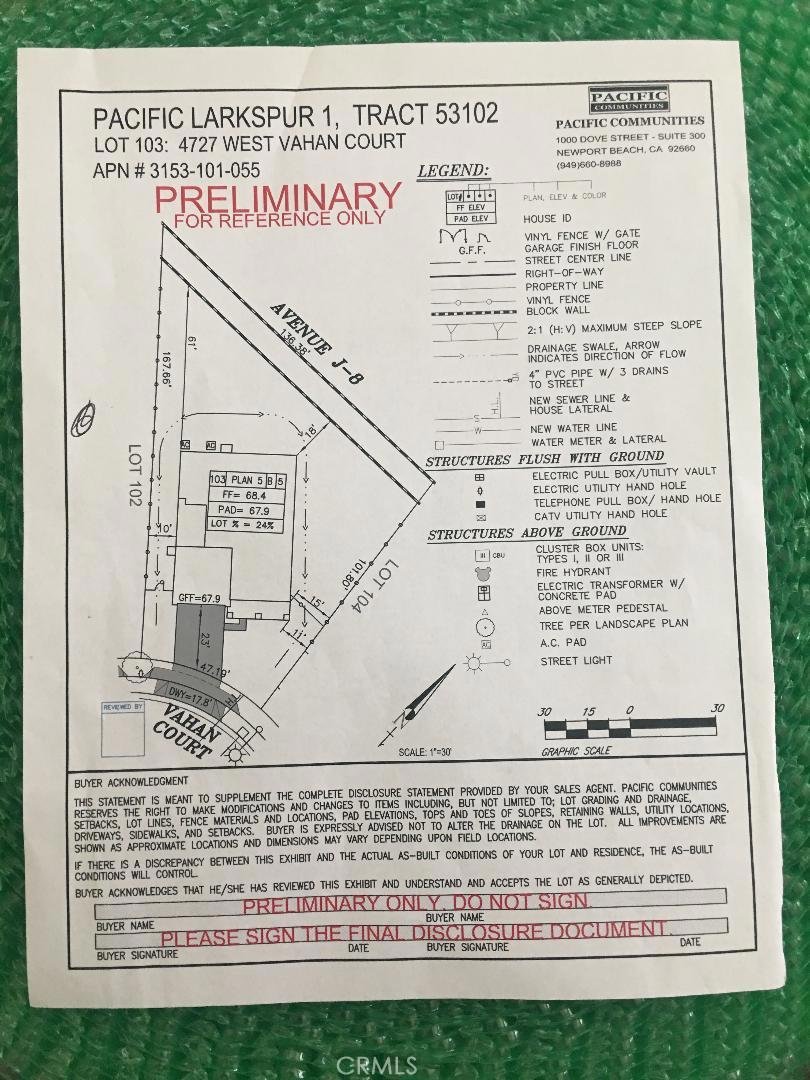 PACIFIC LARKSPUR 1, TRACT 53102
LOT 103: 4727 WEST VAHAN COURT
APN # 3153-101-055
PRELIMINARY
FOR REFERENCE ONLY
PACIFIC
COMMUNITIES
PACIFIC COMMUNITIES
1000 DOVE STREET - SUITE 300
NEWPORT BEACH, CA 92660
(949)660-8988
LEGEND:
LOT#
FF ELEV
PAD ELEV
PLAN, ELEV & COLOR
HOUSE ID
VINYL FENCE W/ GATE
G.F.F. GARAGE FINISH FLOOR
STREET CENTER LINE
RIGHT-OF-WAY
PROPERTY LINE
VINYL FENCE
BLOCK WALL
2:1 (H:V) MAXIMUM STEEP SLOPE
DRAINAGE SWALE, ARROW
INDICATES DIRECTION OF FLOW
4" PVC PIPE W/ 3 DRAINS
TO STREET
NEW SEWER LINE &
HOUSE LATERAL
S
W NEW WATER LINE
WATER METER & LATERAL
STRUCTURES FLUSH WITH GROUND
ELECTRIC PULL BOX/UTILITY VAULT
ELECTRIC UTILITY HAND HOLE
TELEPHONE PULL BOX/ HAND HOLE
CATV UTILITY HAND HOLE
STRUCTURES ABOVE GROUND
III CBU CLUSTER BOX UNITS:
TYPES I, II OR III
FIRE HYDRANT
ELECTRIC TRANSFORMER W/
CONCRETE PAD
ABOVE METER PEDESTAL
TREE PER LANDSCAPE PLAN
AC A.C. PAD
STREET LIGHT
AVENUE J-8
136.38'
61'
167.66'
18'
LOT 102
AC AC
103 PLAN 5 B 5
FF= 68.4
PAD= 67.9
LOT % = 24%
10'
101.80'
LOT 104
15'
11'
GFF=67.9
23'
47.19'
DWY=17.8'
VAHAN
COURT
REVIEWED BY
N
SCALE: 1"=30'
30 15 0 30
GRAPHIC SCALE
BUYER ACKNOWLEDGMENT
THIS STATEMENT IS MEANT TO SUPPLEMENT THE COMPLETE DISCLOSURE STATEMENT PROVIDED BY YOUR SALES AGENT. PACIFIC COMMUNITIES
RESERVES THE RIGHT TO MAKE MODIFICATIONS AND CHANGES TO ITEMS INCLUDING, BUT NOT LIMITED TO; LOT GRADING AND DRAINAGE,
SETBACKS, LOT LINES, FENCE MATERIALS AND LOCATIONS, PAD ELEVATIONS, TOPS AND TOES OF SLOPES, RETAINING WALLS, UTILITY LOCATIONS,
DRIVEWAYS, SIDEWALKS, AND SETBACKS. BUYER IS EXPRESSLY ADVISED NOT TO ALTER THE DRAINAGE ON THE LOT. ALL IMPROVEMENTS ARE
SHOWN AS APPROXIMATE LOCATIONS AND DIMENSIONS MAY VARY DEPENDING UPON FIELD LOCATIONS.
IF THERE IS A DISCREPANCY BETWEEN THIS EXHIBIT AND THE ACTUAL AS-BUILT CONDITIONS OF YOUR LOT AND RESIDENCE, THE AS-BUILT
CONDITIONS WILL CONTROL.
BUYER ACKNOWLEDGES THAT HE/SHE HAS REVIEWED THIS EXHIBIT AND UNDERSTAND AND ACCEPTS THE LOT AS GENERALLY DEPICTED.
PRELIMINARY ONLY. DO NOT SIGN.
BUYER NAME BUYER NAME
PLEASE SIGN THE FINAL DISCLOSURE DOCUMENT.
BUYER SIGNATURE DATE BUYER SIGNATURE DATE
CRMLS